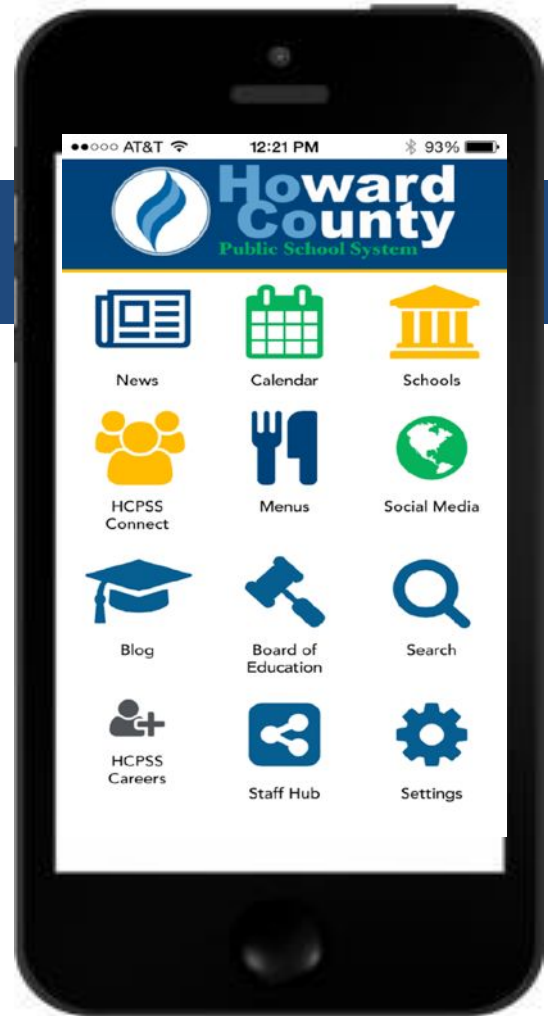 AT&T 12:21 PM 93%
Howard
County
Public School System
News Calendar Schools
HCPSS
Connect
Menus Social Media
Blog
Board of
Education
Search
HCPSS
Careers
Staff Hub Settings